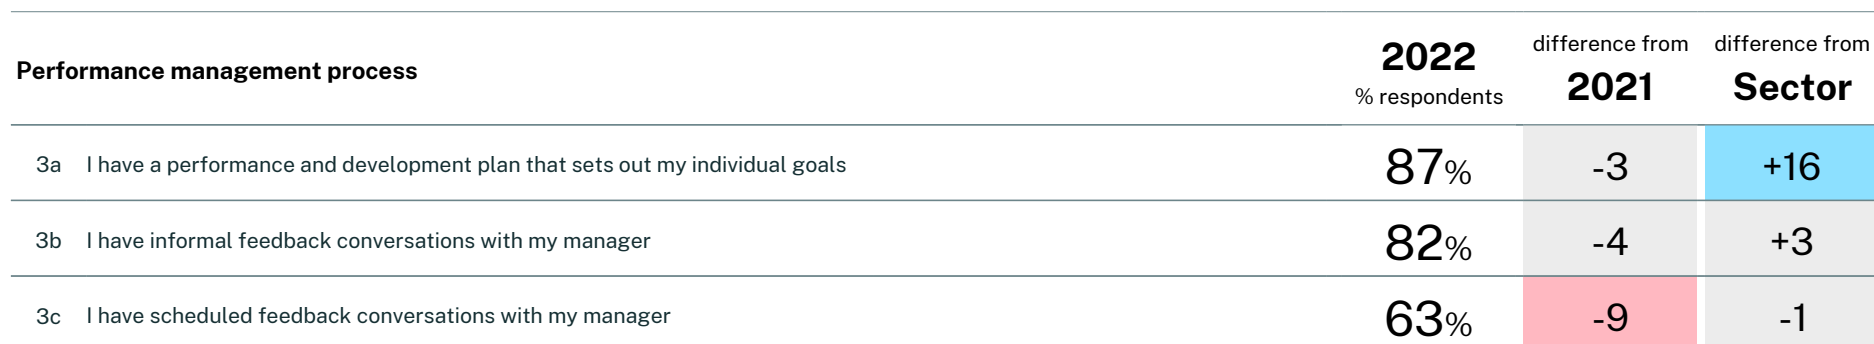 Performance management process 2022 % respondents difference from 2021 difference from Sector
3a I have a performance and development plan that sets out my individual goals 87% -3 +16
3b I have informal feedback conversations with my manager 82% -4 +3
3c I have scheduled feedback conversations with my manager 63% -9 -1